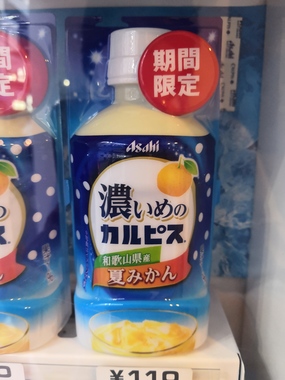 期間
限定
Asahi
濃いめの
カルピス
和歌山県産
夏みかん